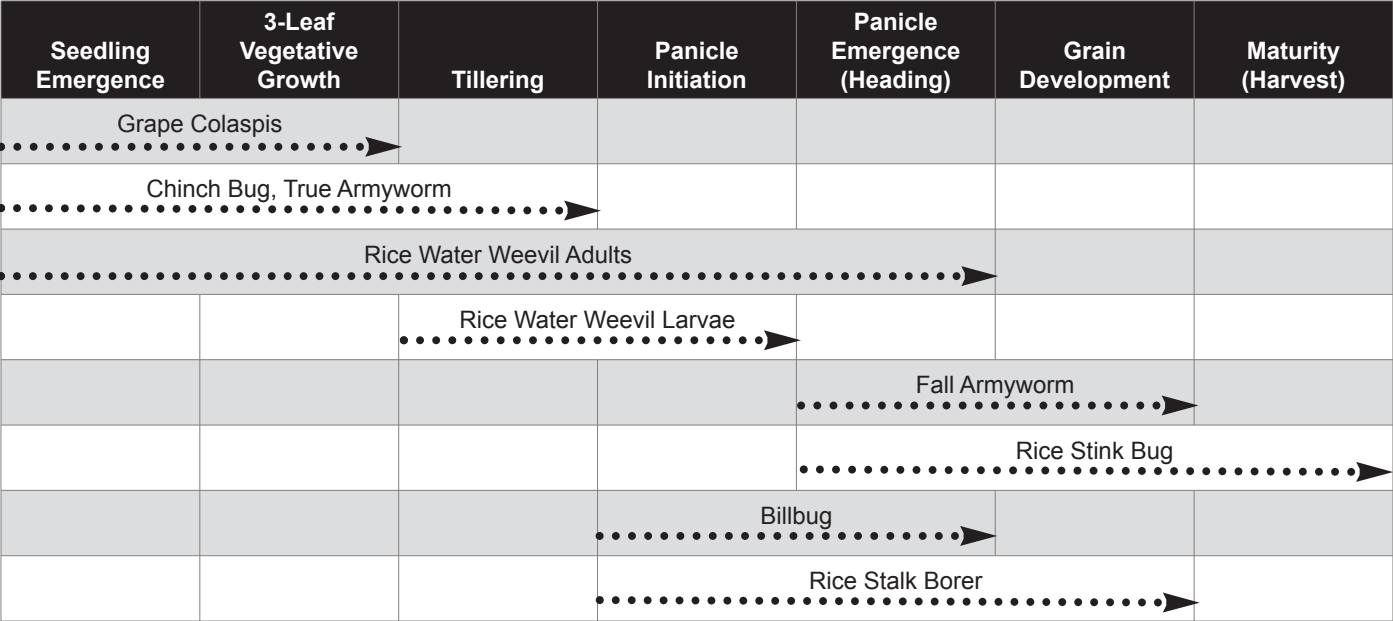 Seedling
Emergence
3-Leaf
Vegetative
Growth
Tillering
Panicle
Initiation
Panicle
Emergence
(Heading)
Grain
Development
Maturity
(Harvest)
Grape Colaspis
Chinch Bug, True Armyworm
Rice Water Weevil Adults
Rice Water Weevil Larvae
Fall Armyworm
Rice Stink Bug
Billbug
Rice Stalk Borer